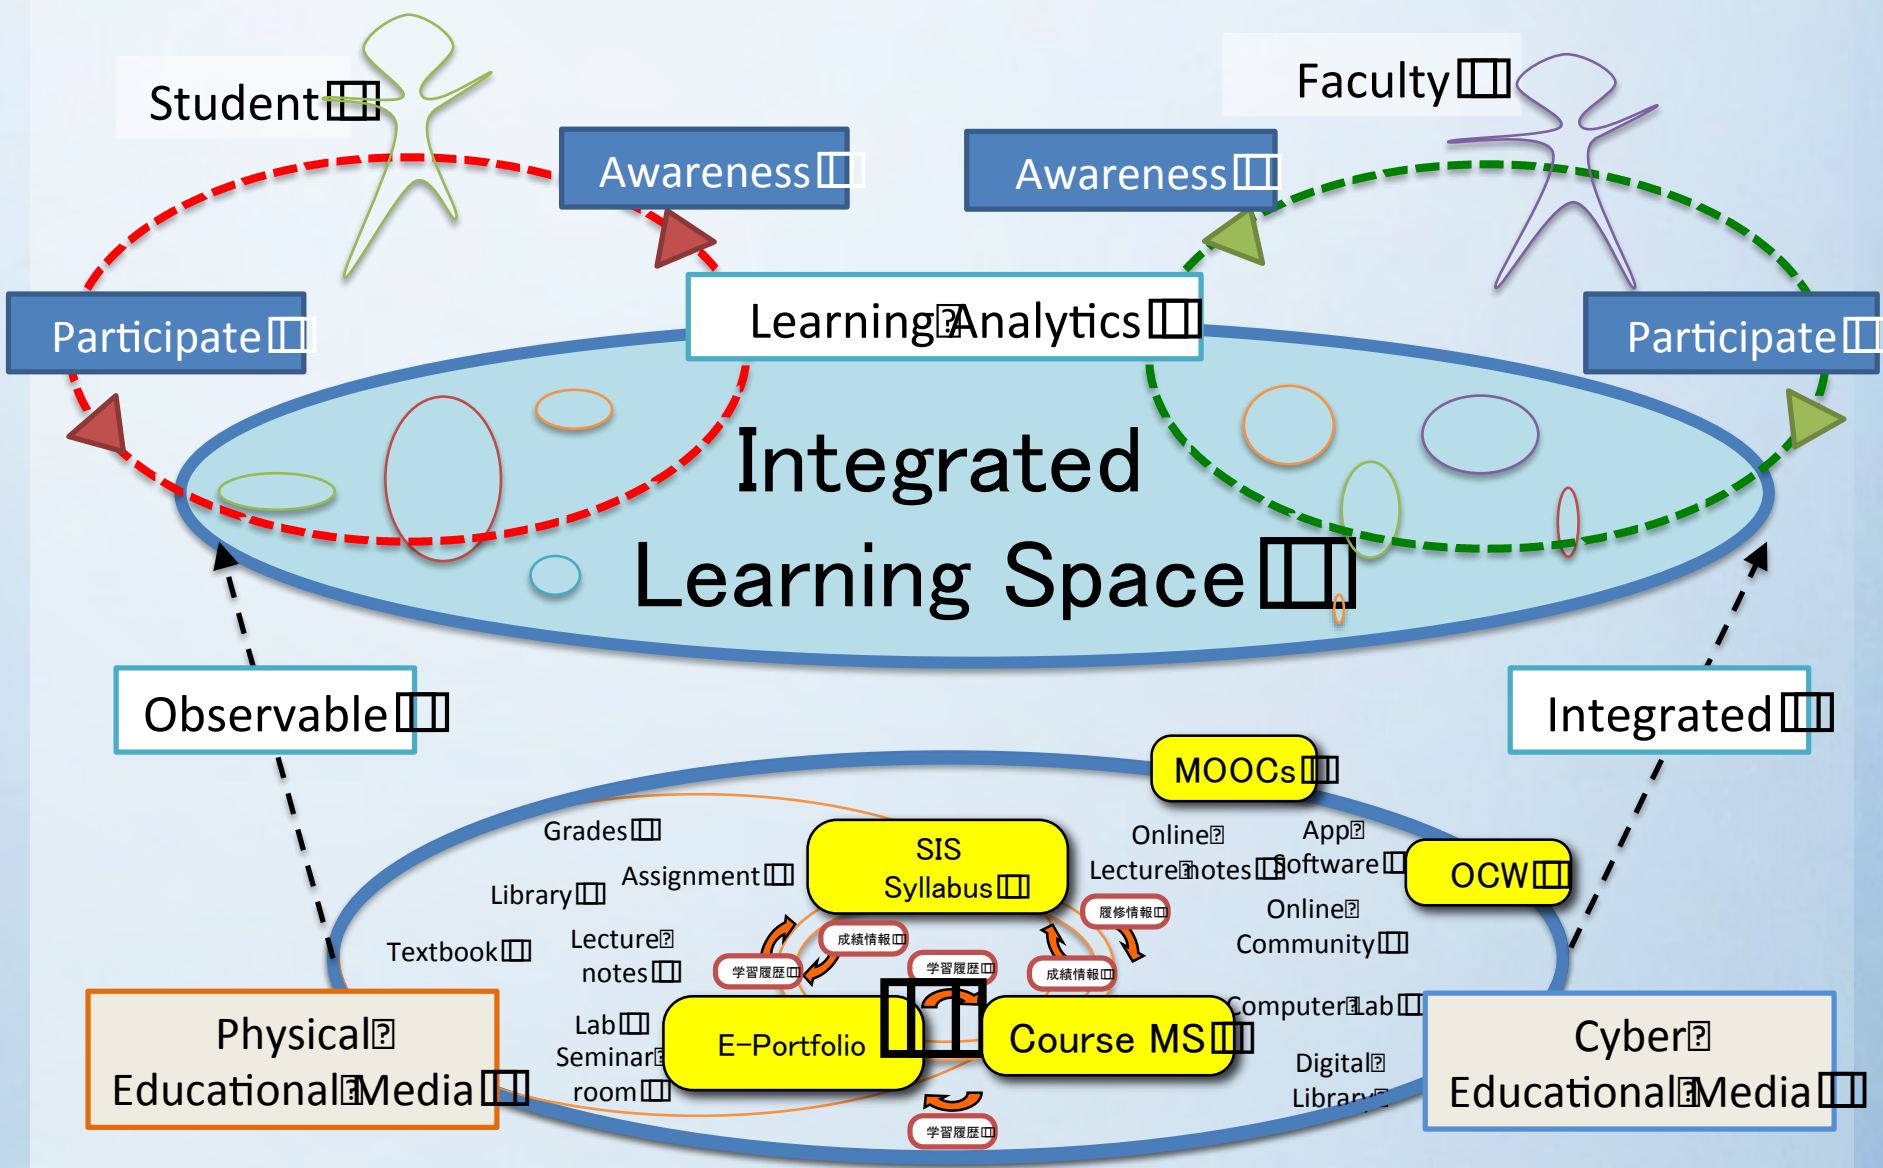 Student
Faculty
Awareness
Awareness
Participate
Learning Analytics
Participate
Integrated
Learning Space
Observable
Integrated
MOOCs
Grades
SIS
Syllabus
Online
Lecture notes
App
Software
Assignment
OCW
Library
履修情報
Online
Community
Textbook
Lecture
notes
成績情報
学習履歴
学習履歴
成績情報
Computer Lab
Physical
Educational Media
Lab
Seminar
room
E-Portfolio
Course MS
Digital
Library
Cyber
Educational Media
学習履歴